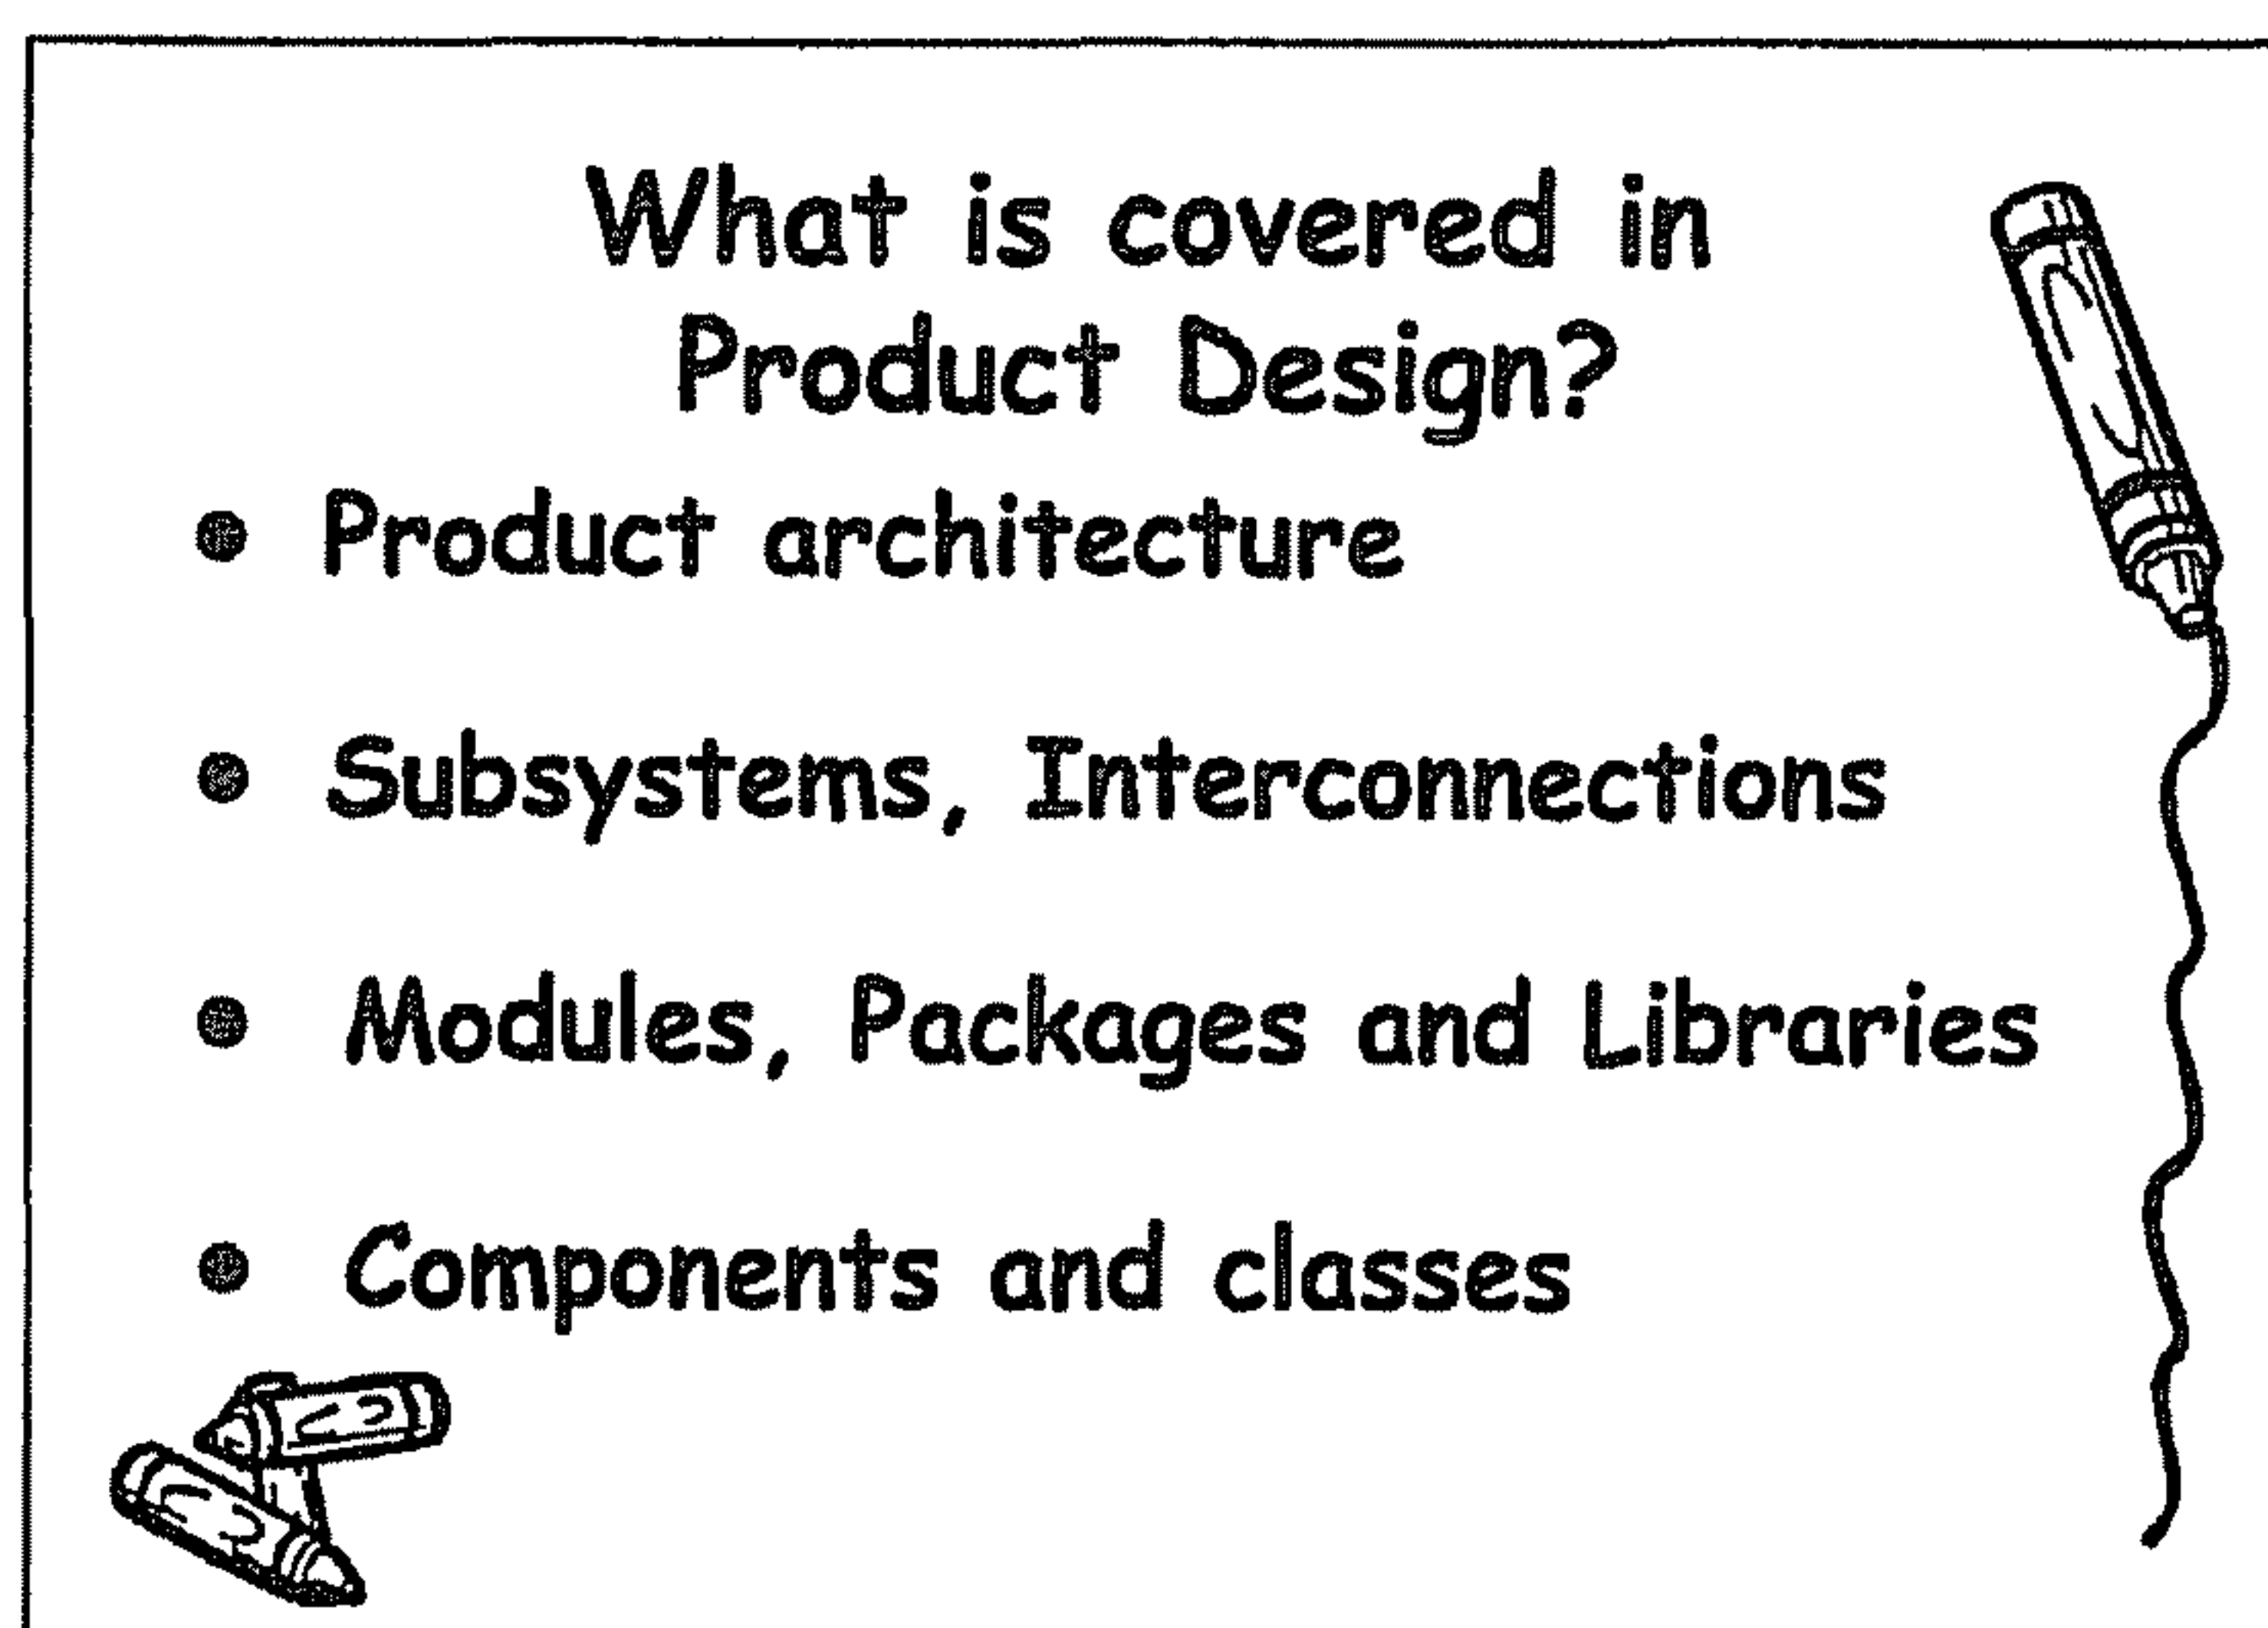 What is covered in
Product Design?
• Product architecture
• Subsystems, Interconnections
• Modules, Packages and Libraries
• Components and classes